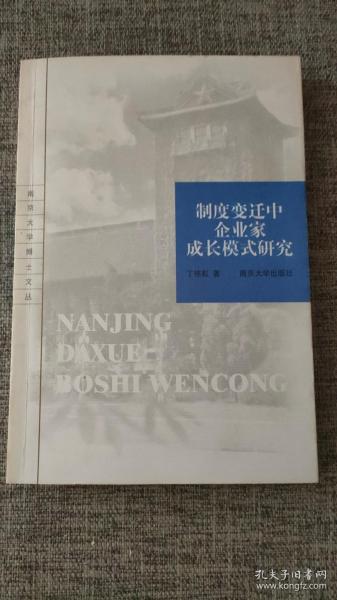 制度变迁中
企业家
成长模式研究
丁栋虹 著 南京大学出版社
南京大学博士文丛
NANJING
DAXUE
BOSHI WENCONG
孔夫子旧书网
www.kongfz.com